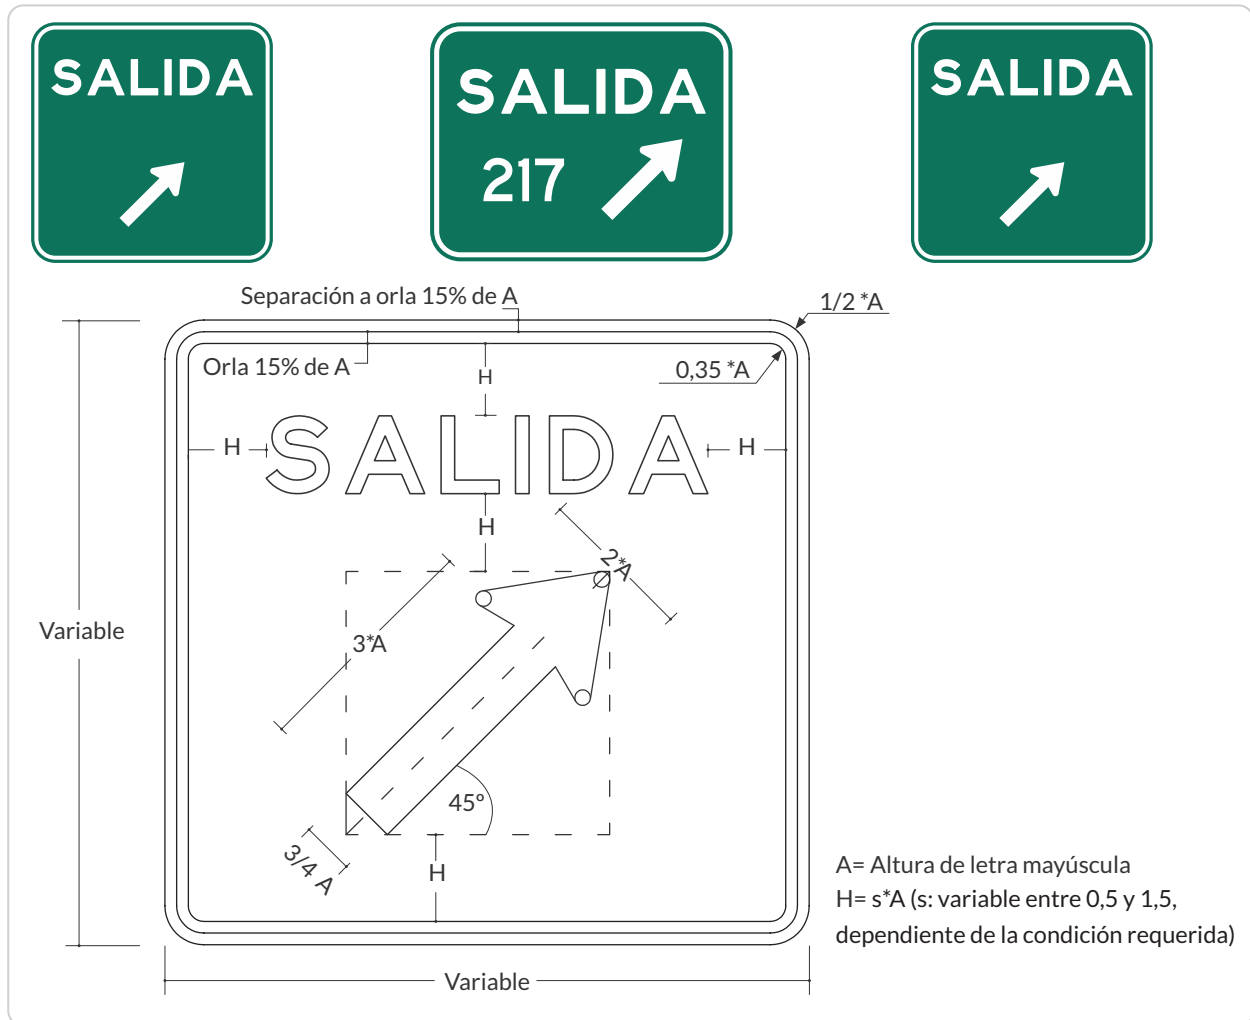 SALIDA
SALIDA
217
SALIDA
Separación a orla 15% de A
1/2 *A
Orla 15% de A
0,35 *A
H
H
SALIDA
H
H
2*A
3*A
Variable
45º
3/4 A
H
A= Altura de letra mayúscula
H= s*A (s: variable entre 0,5 y 1,5,
dependiente de la condición requerida)
Variable